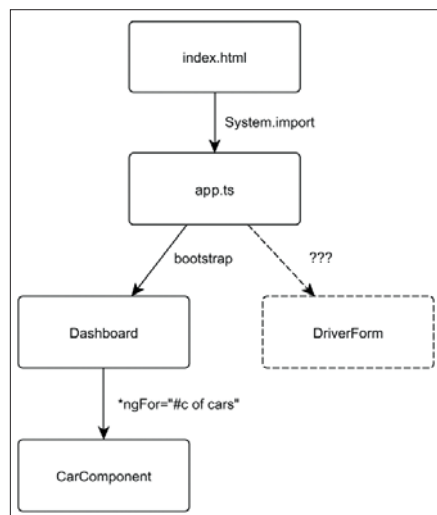 index.html
System.import
app.ts
bootstrap
???
Dashboard
DriverForm
*ngFor="#c of cars"
CarComponent